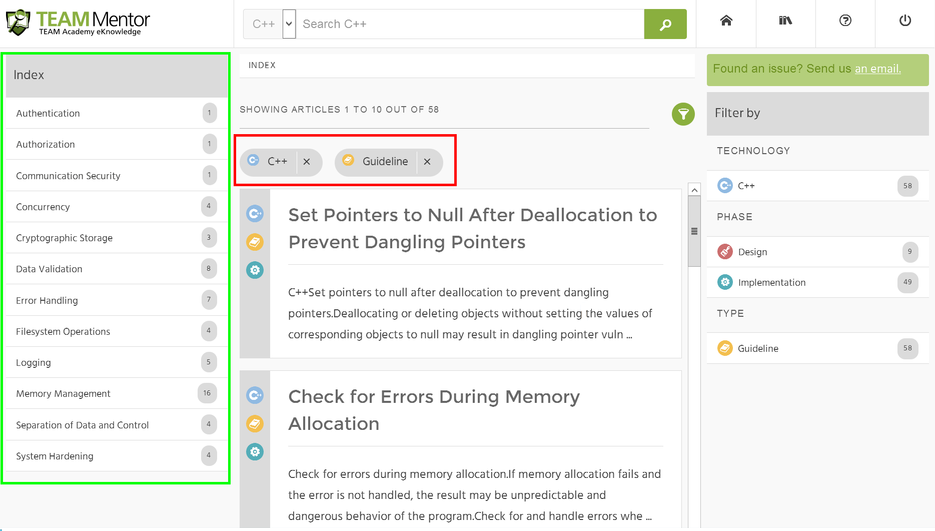 TEAM Mentor
TEAM Academy eKnowledge
C++
Search C++
Index
Authentication 1
Authorization 1
Communication Security 1
Concurrency 4
Cryptographic Storage 3
Data Validation 8
Error Handling 7
Filesystem Operations 4
Logging 5
Memory Management 16
Separation of Data and Control 4
System Hardening 4
INDEX
SHOWING ARTICLES 1 TO 10 OUT OF 58
C++ ×
Guideline ×
Set Pointers to Null After Deallocation to
Prevent Dangling Pointers
C++Set pointers to null after deallocation to prevent dangling
pointers.Deallocating or deleting objects without setting the values of
corresponding objects to null may result in dangling pointer vuln ...
Check for Errors During Memory
Allocation
Check for errors during memory allocation.If memory allocation fails and
the error is not handled, the result may be unpredictable and
dangerous behavior of the program.Check for and handle errors whe ...
Found an issue? Send us an email.
Filter by
TECHNOLOGY
C++ 58
PHASE
Design 9
Implementation 49
TYPE
Guideline 58